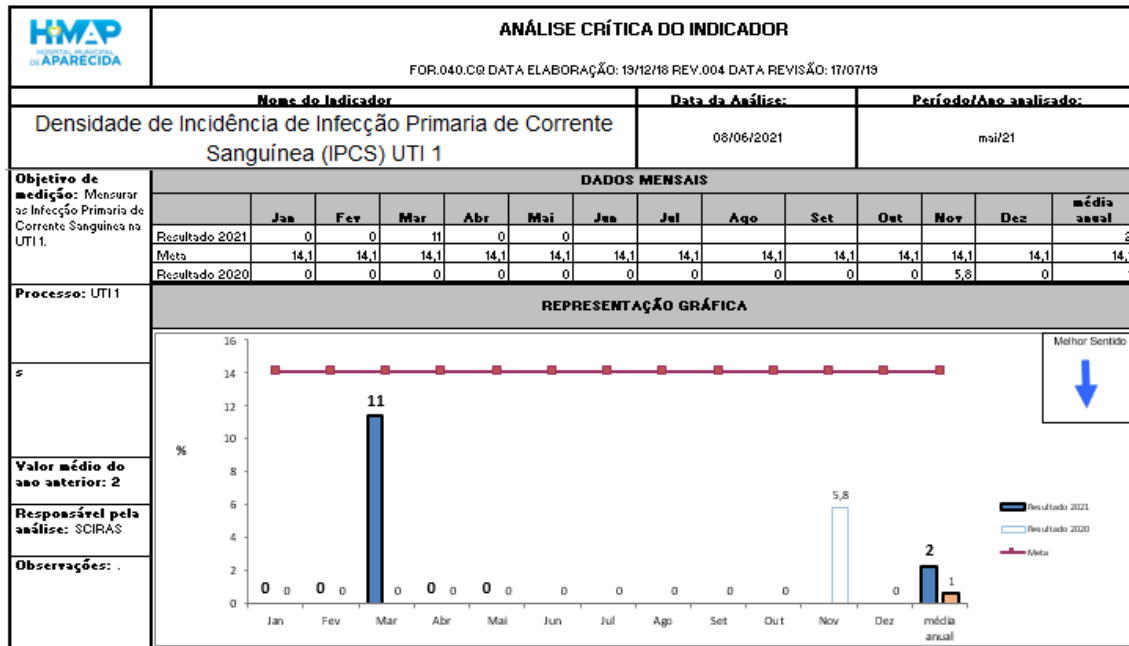 HMAP
HOSPITAL MUNICIPAL
DE APARECIDA
ANÁLISE CRÍTICA DO INDICADOR
FOR.040.CQ DATA ELABORAÇÃO: 19/12/18 REV.004 DATA REVISÃO: 17/07/19
Nome do Indicador Data da Análise: Período/Ano analisado:
Densidade de Incidência de Infecção Primaria de Corrente
Sanguínea (IPCS) UTI 1
08/06/2021 mai/21
Objetivo de
medição: Mensurar
as Infecção Primaria de
Corrente Sanguinea na
UTI 1.
DADOS MENSAIS
Jan Fev Mar Abr Mai Jun Jul Ago Set Out Nov Dez média anual
Resultado 2021 0 0 11 0 0 2
Meta 14,1 14,1 14,1 14,1 14,1 14,1 14,1 14,1 14,1 14,1 14,1 14,1 14,
Resultado 2020 0 0 0 0 0 0 0 0 0 0 5,8 0
Processo: UTI 1
s
Valor médio do
ano anterior: 2
Responsável pela
análise: SCIRAS
Observações: .
REPRESENTAÇÃO GRÁFICA
Melhor Sentido
%
16
14
12
10
8
6
4
2
0
11
5,8
2
1
0 0 0 0 0 0 0 0 0 0 0 0 0 0 0
Jan Fev Mar Abr Mai Jun Jul Ago Set Out Nov Dez média
anual
Resultado 2021
Resultado 2020
Meta